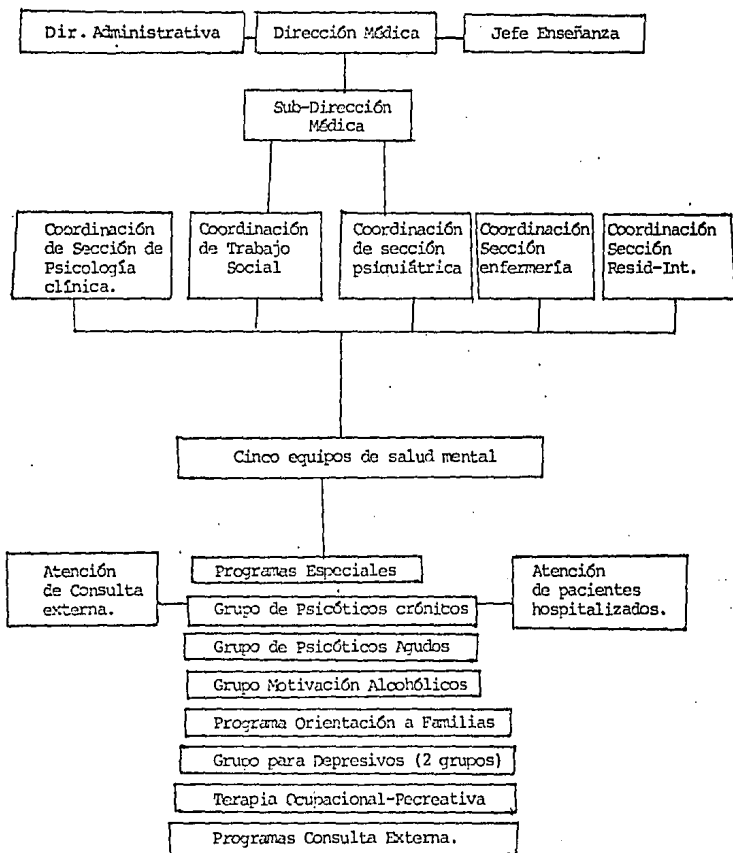 Dir. Administrativa
Dirección Médica
Jefe Enseñanza
Sub-Dirección
Médica
Coordinación
de Sección de
Psicología
clínica.
Coordinación
de Trabajo
Social
Coordinación
de sección
psiquiátrica
Coordinación
Sección
enfermería
Coordinación
Sección
Resid-Int.
Cinco equipos de salud mental
Atención
de Consulta
externa.
Programas Especiales
Grupo de Psicóticos crónicos
Grupo de Psicóticos Agudos
Grupo Motivación Alcohólicos
Programa Orientación a Familias
Grupo para Depresivos (2 grupos)
Terapia Ocupacional-Pecreativa
Programas Consulta Externa.
Atención
de pacientes
hospitalizados.